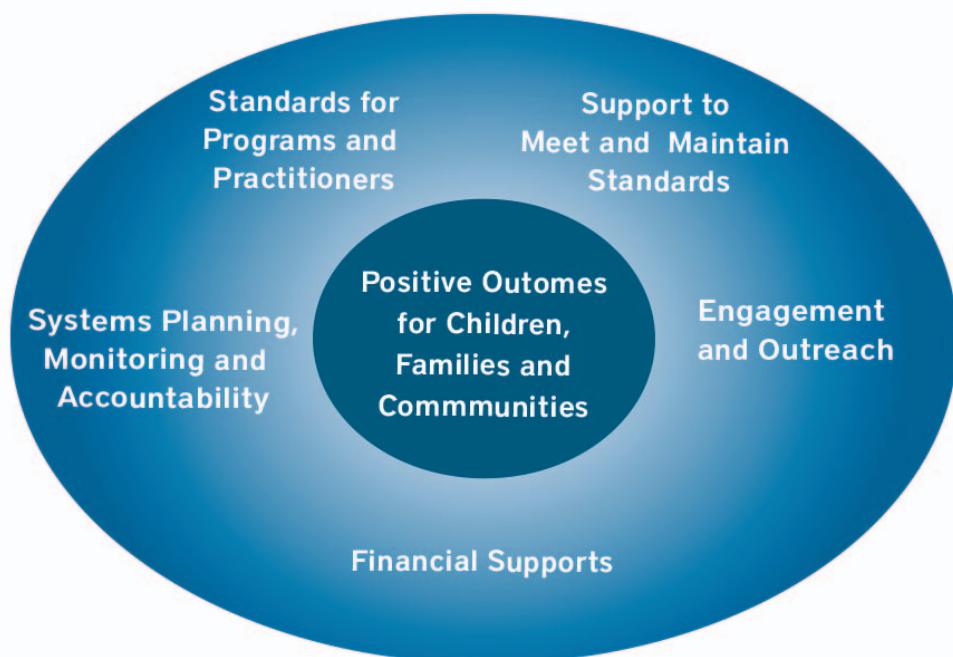 Standards for
Programs and
Practitioners
Support to
Meet and Maintain
Standards
Systems Planning,
Monitoring and
Accountability
Positive Outomes
for Children,
Families and
Commmunities
Engagement
and Outreach
Financial Supports